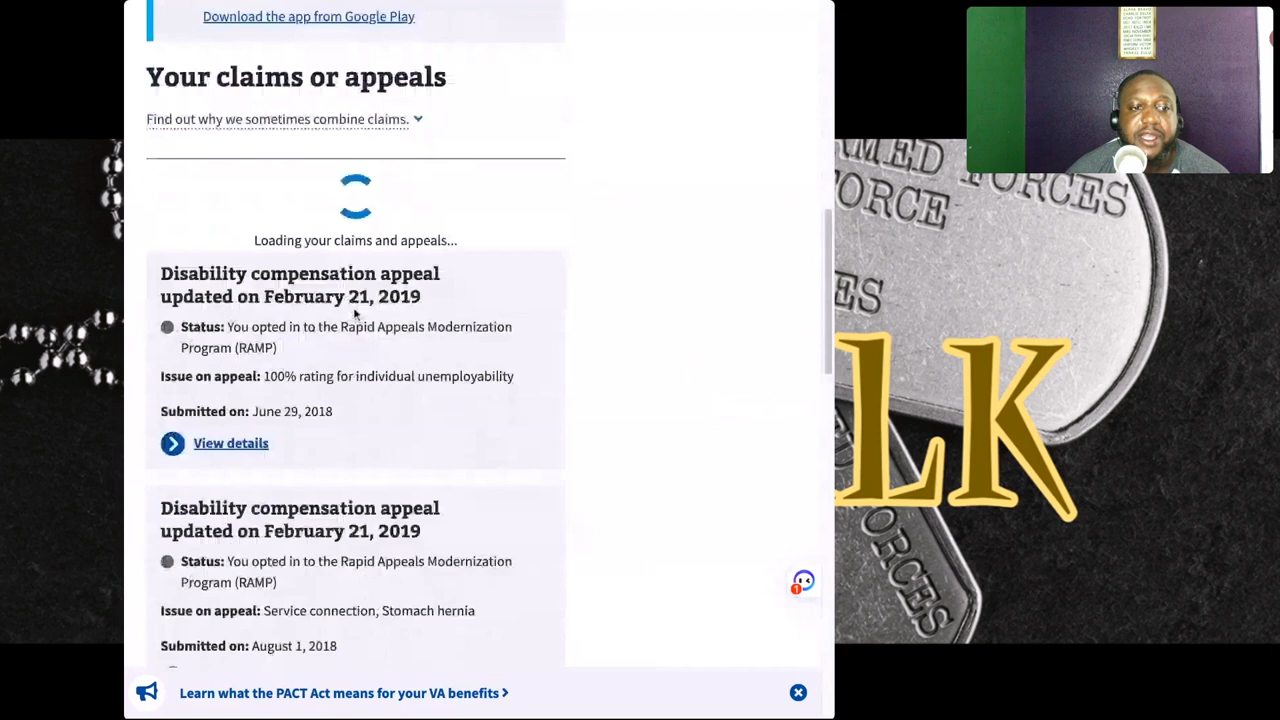 Download the app from Google Play
Your claims or appeals
Find out why we sometimes combine claims.
Loading your claims and appeals...
Disability compensation appeal
updated on February 21, 2019
Status: You opted in to the Rapid Appeals Modernization
Program (RAMP)
Issue on appeal: 100% rating for individual unemployability
Submitted on: June 29, 2018
View details
Disability compensation appeal
updated on February 21, 2019
Status: You opted in to the Rapid Appeals Modernization
Program (RAMP)
Issue on appeal: Service connection, Stomach hernia
Submitted on: August 1, 2018
1
Learn what the PACT Act means for your VA benefits
RMED FORCES
FORCE
ES
LK
FORCES